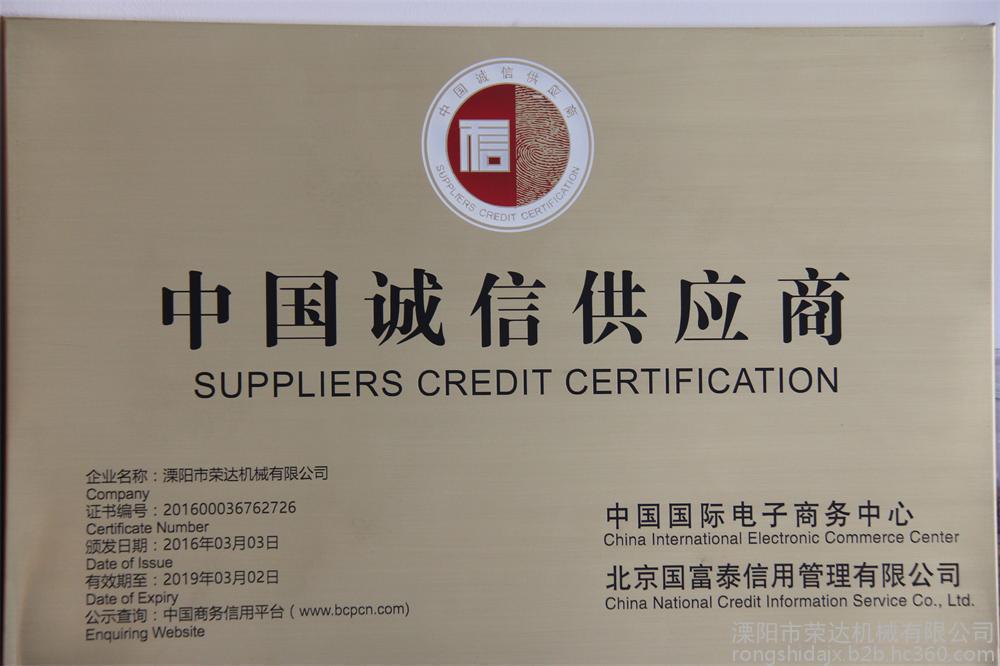 中国诚信供应商
信
SUPPLIERS CREDIT CERTIFICATION
中国诚信供应商
SUPPLIERS CREDIT CERTIFICATION
企业名称：溧阳市荣达机械有限公司
Company
证书编号：201600036762726
Certificate Number
颁发日期：2016年03月03日
Date of Issue
有效期至：2019年03月02日
Date of Expiry
公示查询：中国商务信用平台（www.bcpcn.com)
Enquiring Website
中国国际电子商务中心
China International Electronic Commerce Center
北京国富泰信用管理有限公司
China National Credit Information Service Co., Ltd.
溧阳市荣达机械有限公司
rongshidajx.b2b.hc360.com